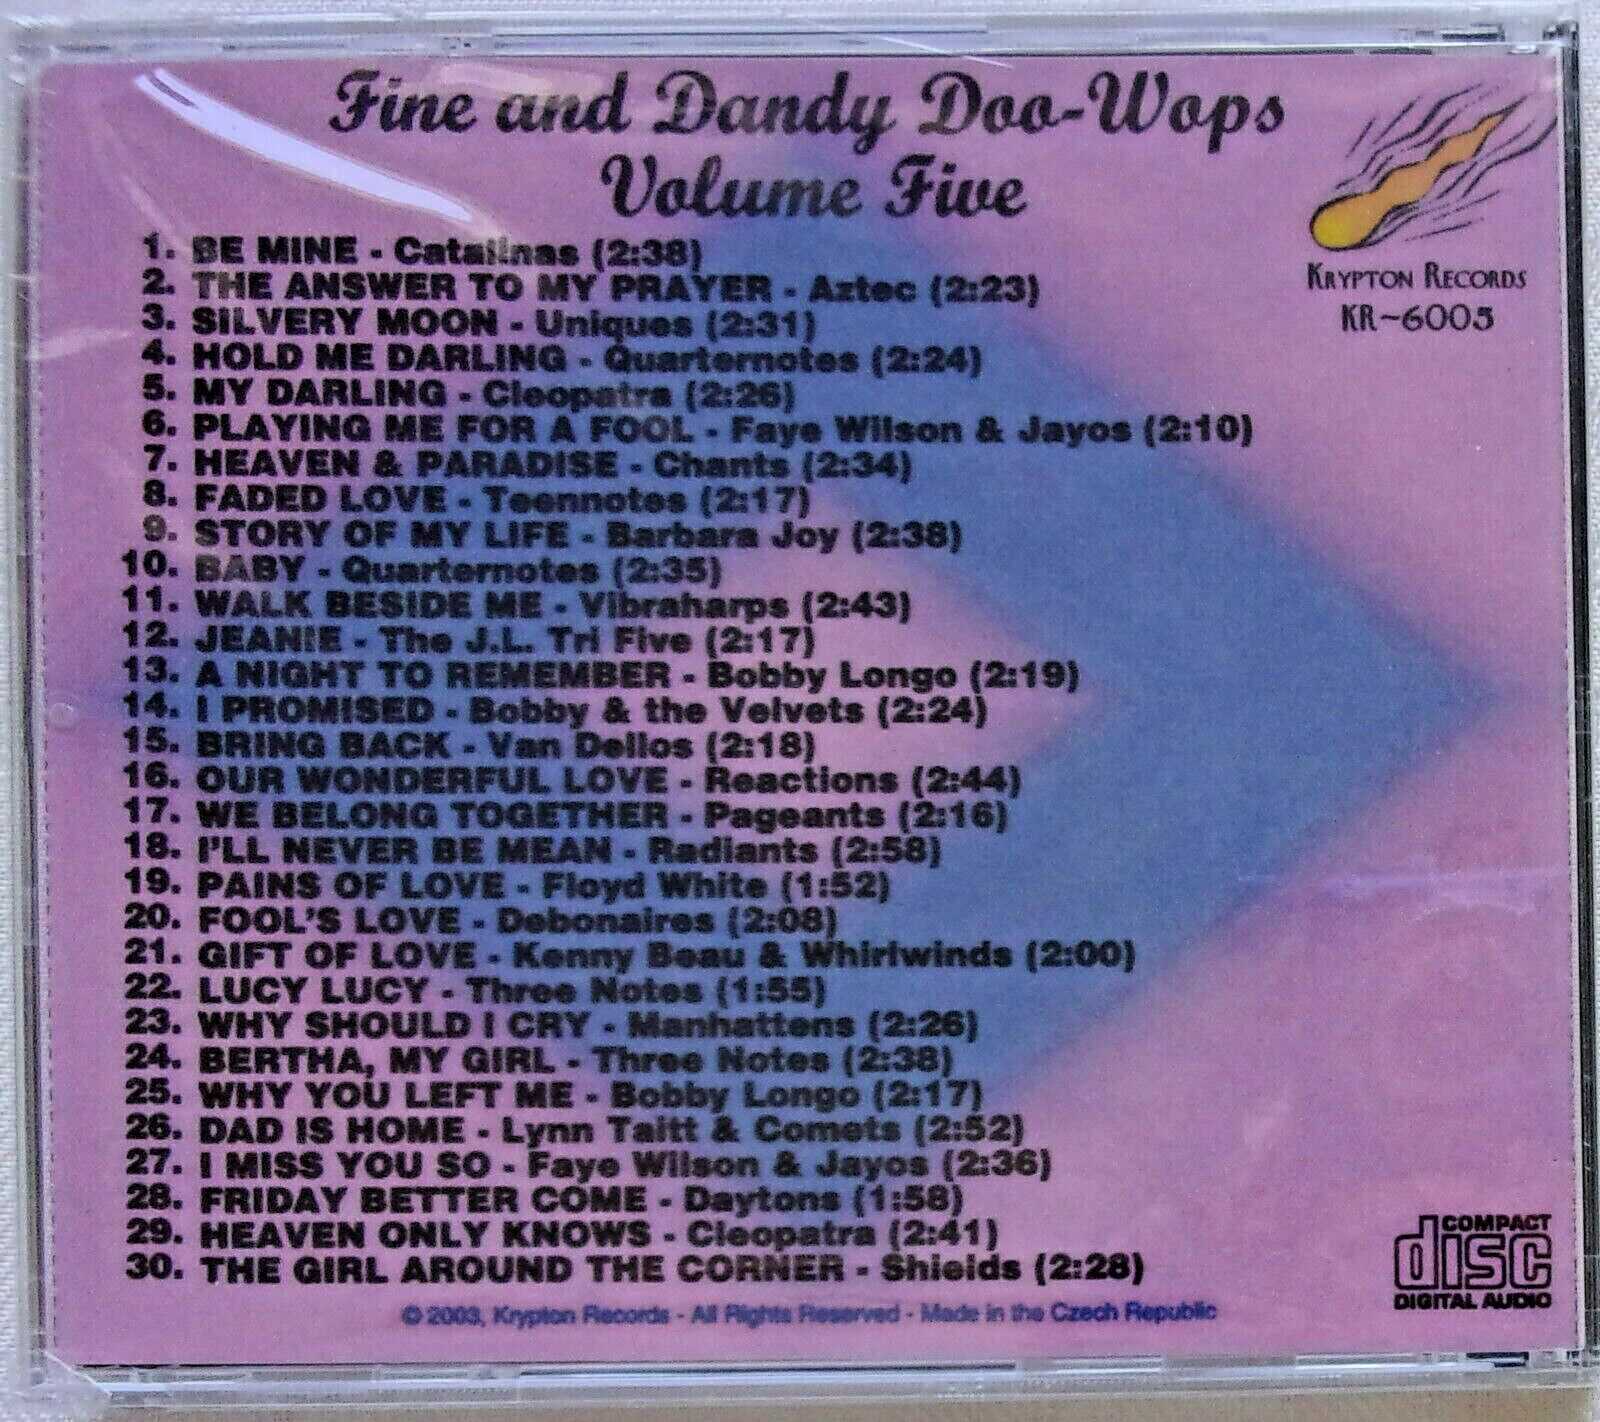 Fine and Dandy Doo-Wops
Volume Five
KRYPTON RECORDS
KR~6005
1. BE MINE - Catalinas (2:38)
2. THE ANSWER TO MY PRAYER - Aztec (2:23)
3. SILVERY MOON - Uniques (2:31)
4. HOLD ME DARLING - Quarternotes (2:24)
5. MY DARLING - Cleopatra (2:26)
6. PLAYING ME FOR A FOOL - Faye Wilson & Jayos (2:10)
7. HEAVEN & PARADISE - Chants (2:34)
8. FADED LOVE - Teennotes (2:17)
9. STORY OF MY LIFE - Barbara Joy (2:38)
10. BABY - Quarternotes (2:35)
11. WALK BESIDE ME - Vibraharps (2:43)
12. JEANIE - The J.L. Tri Five (2:17)
13. A NIGHT TO REMEMBER - Bobby Longo (2:19)
14. I PROMISED - Bobby & the Velvets (2:24)
15. BRING BACK - Van Dellos (2:18)
16. OUR WONDERFUL LOVE - Reactions (2:44)
17. WE BELONG TOGETHER - Pageants (2:16)
18. I'LL NEVER BE MEAN - Radiants (2:58)
19. PAINS OF LOVE - Floyd White (1:52)
20. FOOL'S LOVE - Debonaires (2:08)
21. GIFT OF LOVE - Kenny Beau & Whirlwinds (2:00)
22. LUCY LUCY - Three Notes (1:55)
23. WHY SHOULD I CRY - Manhattens (2:26)
24. BERTHA, MY GIRL - Three Notes (2:38)
25. WHY YOU LEFT ME - Bobby Longo (2:17)
26. DAD IS HOME - Lynn Taitt & Comets (2:52)
27. I MISS YOU SO - Faye Wilson & Jayos (2:36)
28. FRIDAY BETTER COME - Daytons (1:58)
29. HEAVEN ONLY KNOWS - Cleopatra (2:41)
30. THE GIRL AROUND THE CORNER - Shields (2:28)
© 2003, Krypton Records - All Rights Reserved - Made in the Czech Republic
COMPACT
disc
DIGITAL AUDIO